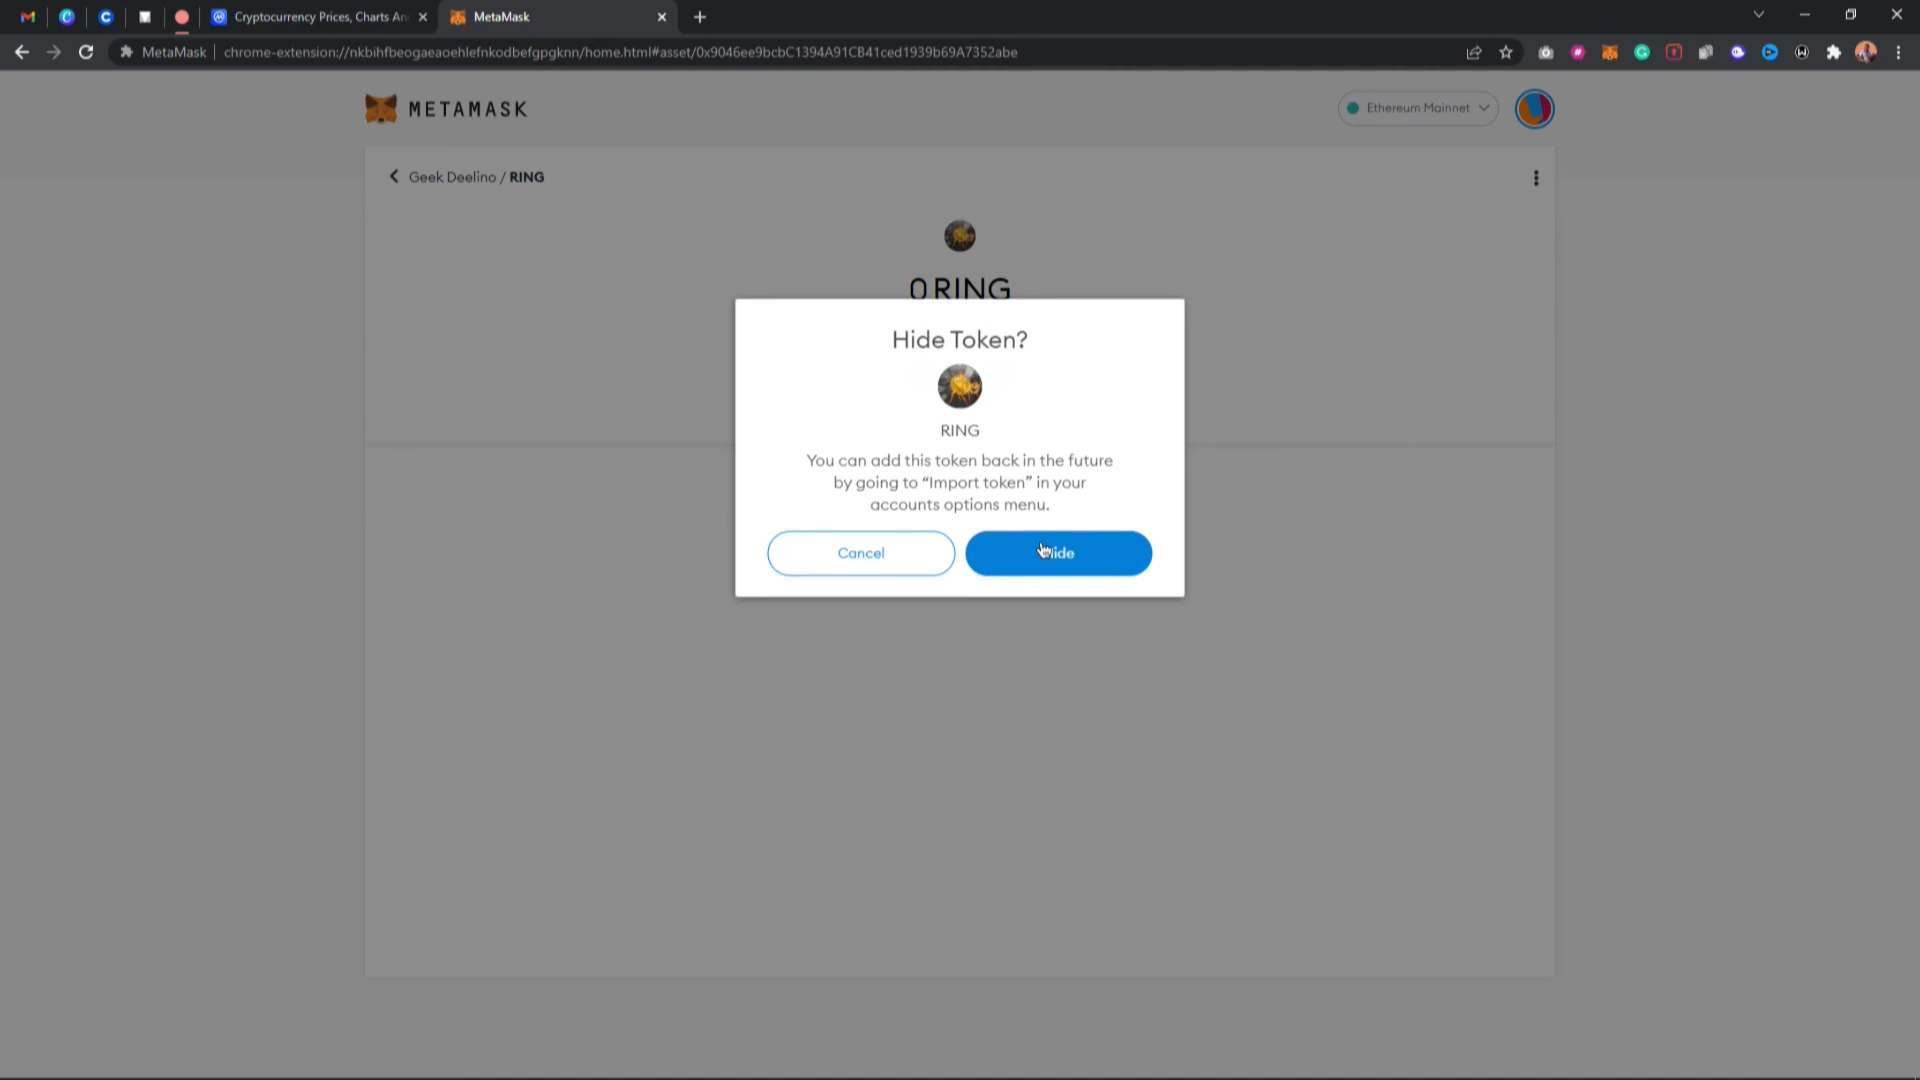 Cryptocurrency Prices, Charts An
MetaMask
MetaMask
chrome-extension://nkbihfbeogaeaoehlefnkodbefgpgknn/home.html#asset/0x9046ee9bcbC1394A91CB41ced1939b69A7352abe
METAMASK
Ethereum Mainnet
Geek Deelino / RING
0 RING
Hide Token?
RING
You can add this token back in the future
by going to “Import token” in your
accounts options menu.
Cancel
Hide